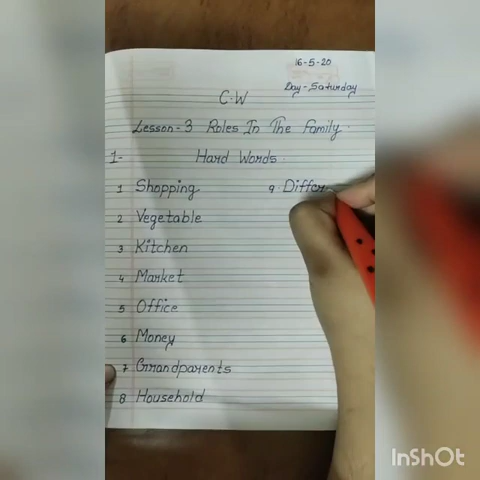 16-5-20
Day-Saturday
C.W
Lesson-3 Roles In The Family.
1- Hard Words.
1 Shopping
2 Vegetable
3 Kitchen
4 Market
5 Office
6 Money
7 Grandparents
8 Household
9. Differ
InShOt